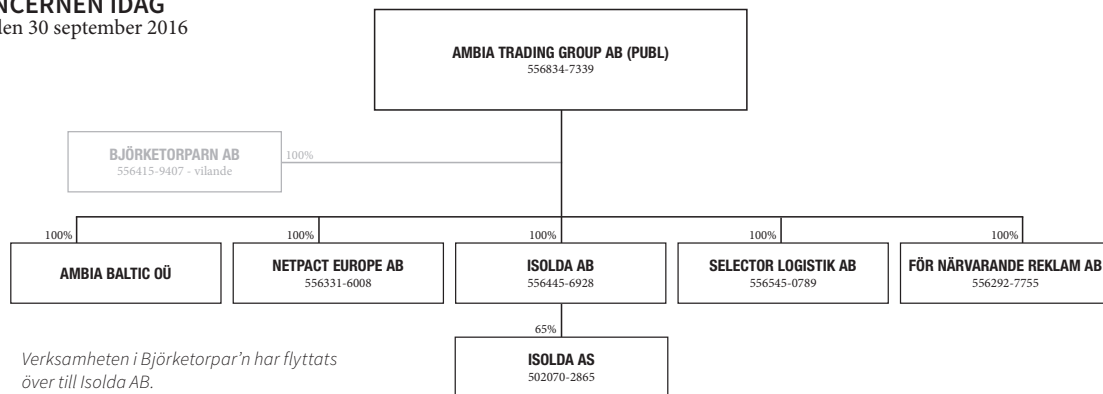 NCERNEN IDAG
den 30 september 2016
AMBIA TRADING GROUP AB (PUBL)
556834-7339
BJÖRKETORPARN AB
556415-9407 - vilande
100%
100%
100%
100%
100%
100%
AMBIA BALTIC OÜ
NETPACT EUROPE AB
556331-6008
ISOLDA AB
556445-6928
SELECTOR LOGISTIK AB
556545-0789
FÖR NÄRVARANDE REKLAM AB
556292-7755
65%
ISOLDA AS
502070-2865
Verksamheten i Björketorpar'n har flyttats
över till Isolda AB.